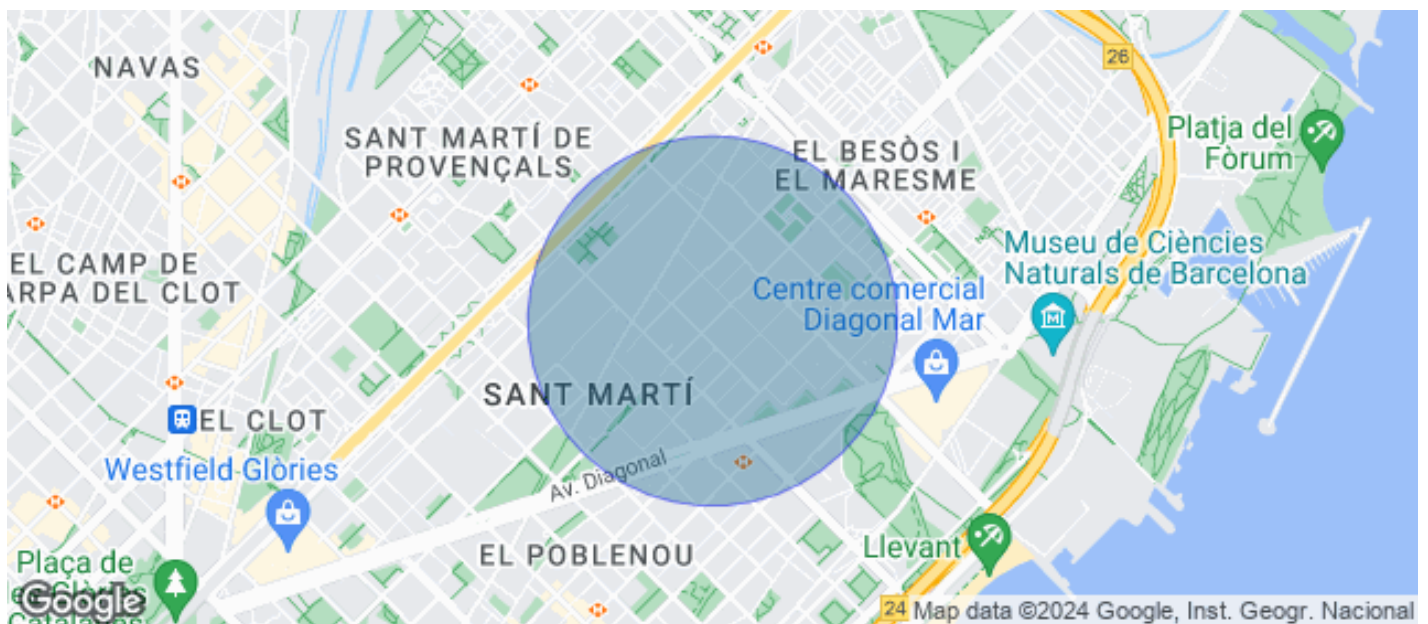 NAVAS
26
SANT MARTÍ DE
PROVENÇALS
EL BESÒS I
EL MARESME
Platja del
Fòrum
Museu de Ciències
Naturals de Barcelona
EL CAMP DE
ARPA DEL CLOT
Centre comercial
Diagonal Mar
SANT MARTÍ
EL CLOT
Westfield Glòries
Av. Diagonal
EL POBLENOU
Llevant
Plaça de
Google
24
Map data ©2024 Google, Inst. Geogr. Nacional